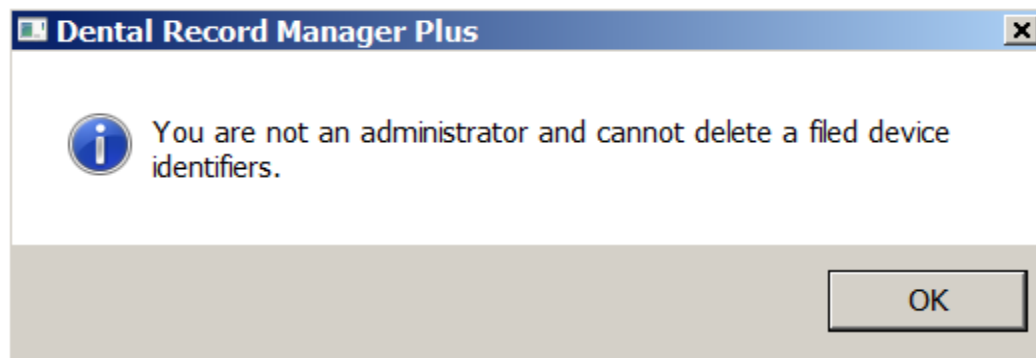 Dental Record Manager Plus
You are not an administrator and cannot delete a filed device
identifiers.
OK